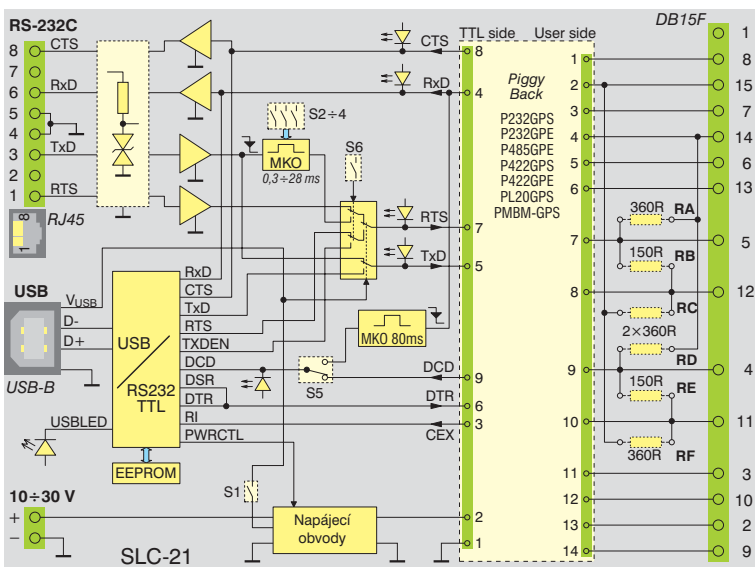 RS-232C
8 CTS
7
6 RxD
5
4
3 TxD
2
1 RTS
1 8
RJ45
USB
VUSB
D-
D+
USB-B
USBLED
10÷30 V
+
−
SLC-21
S2÷4
MKO
0,3÷28 ms
S6
RxD
CTS
TxD
RTS
TXDEN
DCD
DSR
DTR
RI
PWRCTL
USB
RS232
TTL
EEPROM
MKO 80ms
S5
S1
Napájecí
obvody
CTS
RxD
RTS
TxD
DCD
DTR
CEX
TTL side
User side
8
4
7
5
9
6
3
2
1
Piggy
Back
P232GPS
P232GPE
P485GPE
P422GPS
P422GPE
PL20GPS
PMBM-GPS
1
2
3
4
5
6
7
8
9
10
11
12
13
14
360R RA
150R RB
RC
2×360R
RD
150R RE
360R RF
DB15F
1
8
15
7
14
6
13
5
12
4
11
3
10
2
9